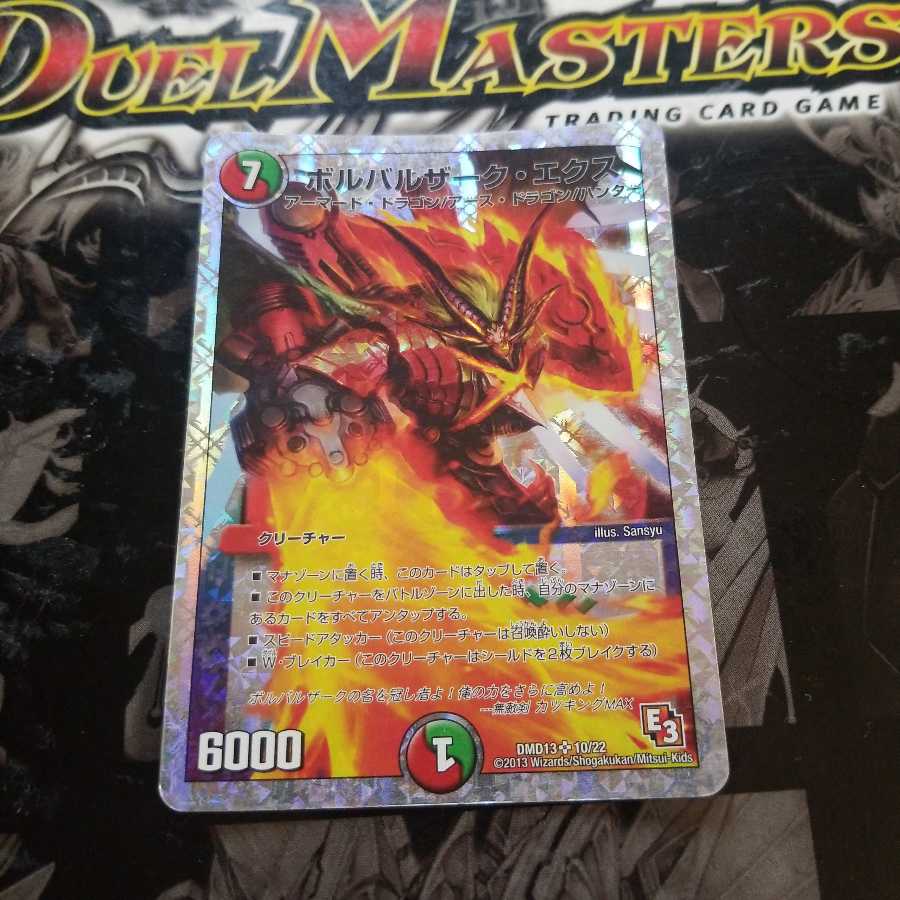 DUEL MASTERS
TRADING CARD GAME
7
ボルバルザーク・エクス
アーマード・ドラゴン/アース・ドラゴン/ハンター
illus. Sansyu
クリーチャー
■ マナゾーンに置く時、このカードはタップして置く。
■ このクリーチャーをバトルゾーンに出した時、自分のマナゾーンに
あるカードをすべてアンタップする。
■ スピードアタッカー(このクリーチャーは召喚酔いしない)
■ W・ブレイカー(このクリーチャーはシールドを2枚ブレイクする)
ボルバルザークの名を冠し者よ!俺の力をさらに高めよ!
---無敵剣 カツキングMAX
6000
1
E3
DMD13 10/22
©2013 Wizards/Shogakukan/Mitsui-Kids